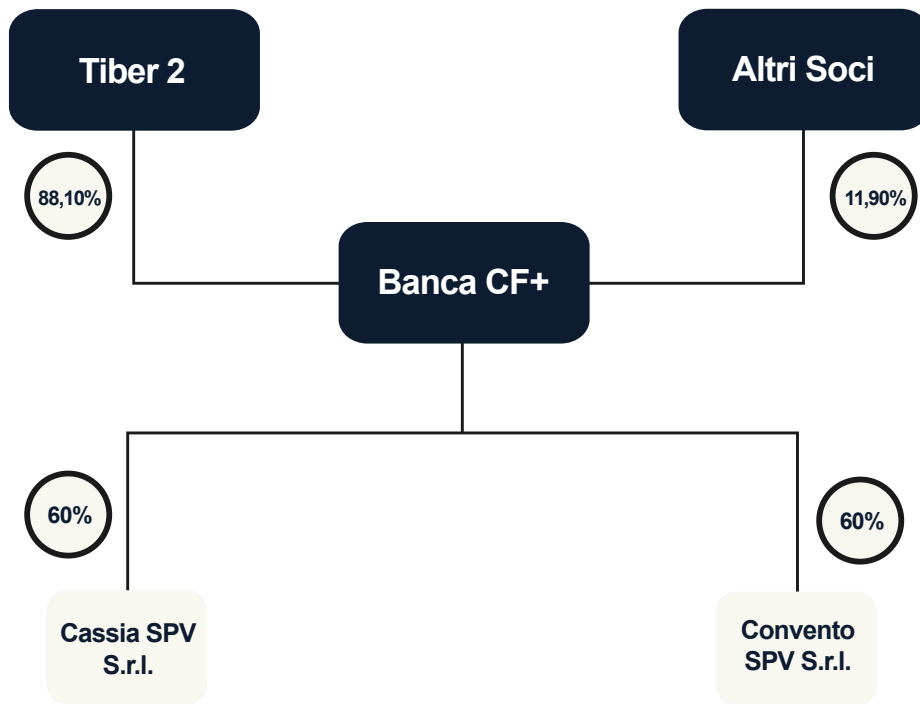 Tiber 2
Altri Soci
88,10%
11,90%
Banca CF+
60%
60%
Cassia SPV
S.r.l.
Convento
SPV S.r.l.